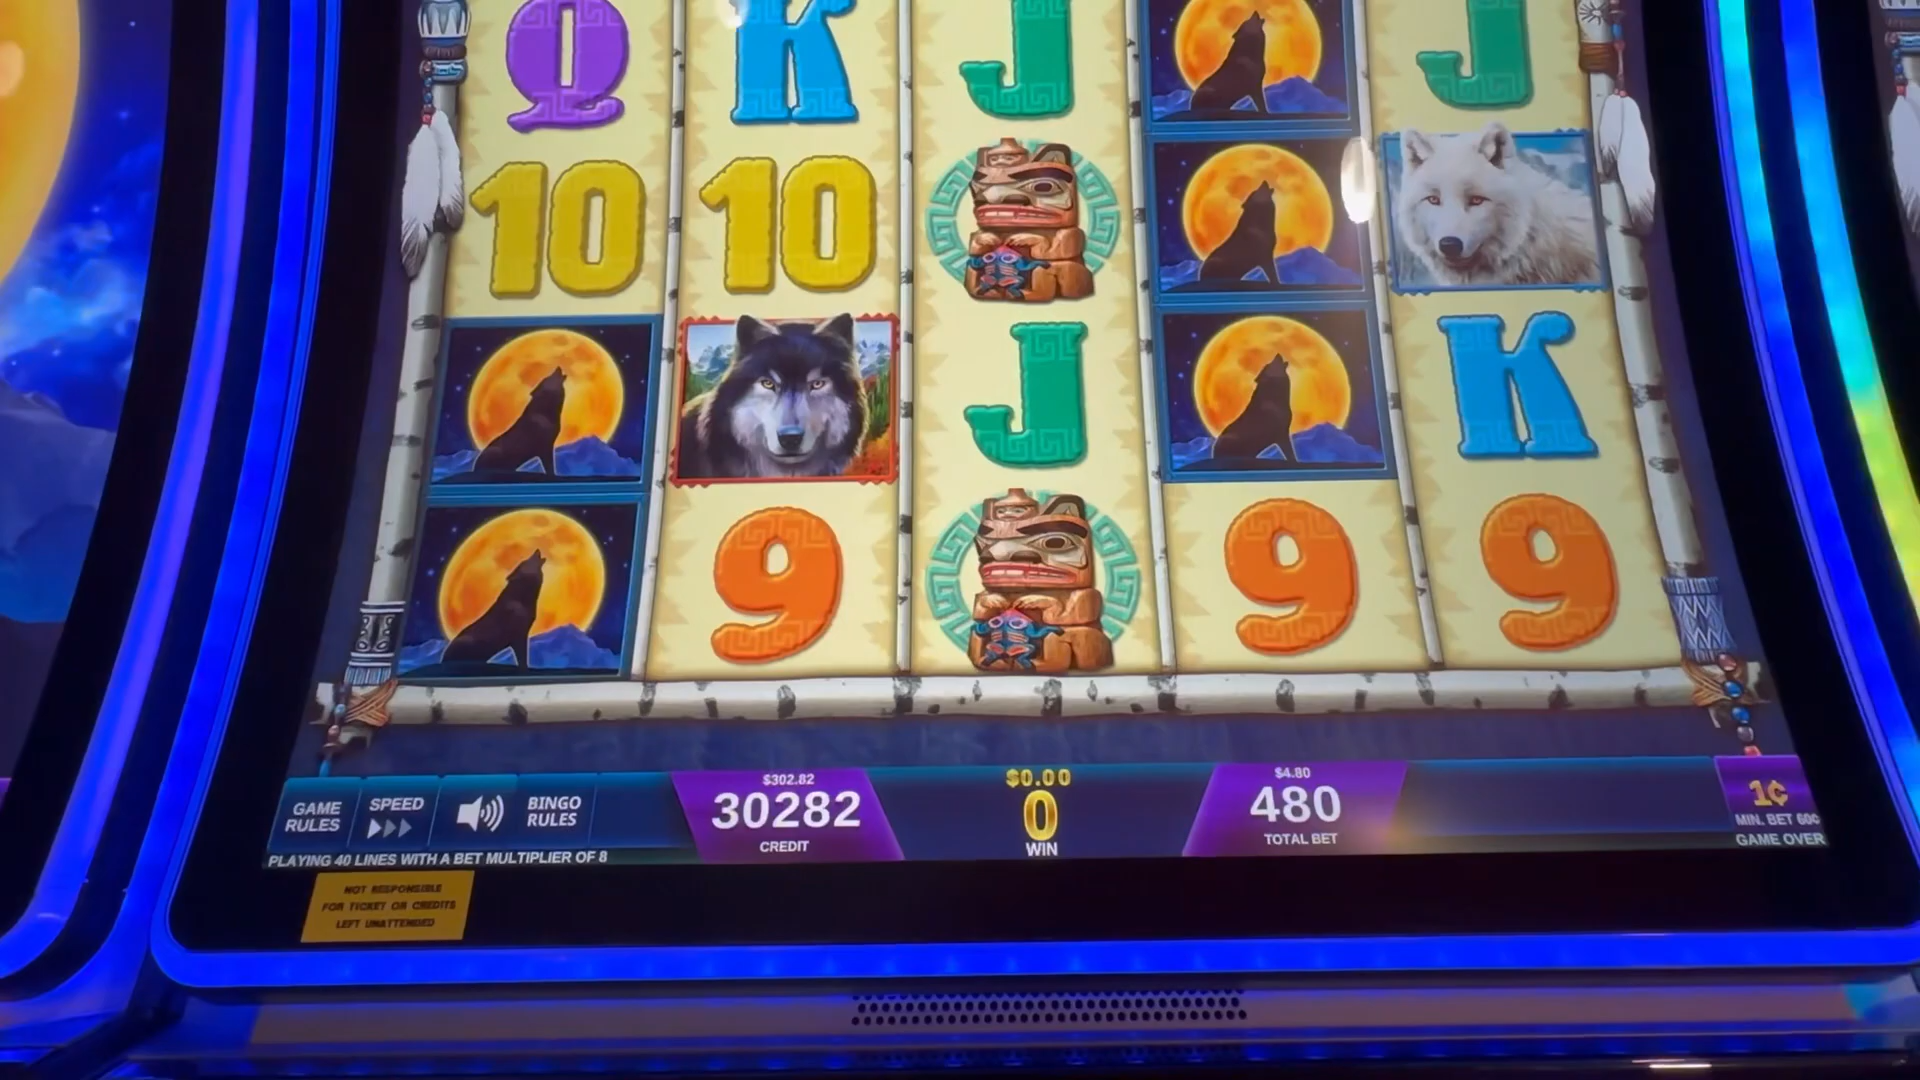 Q K J J
10 10
J K
9 9 9
GAME RULES
SPEED
BINGO RULES
$302.82
30282
CREDIT
$0.00
0
WIN
$4.80
480
TOTAL BET
1¢
MIN. BET 60¢
GAME OVER
PLAYING 40 LINES WITH A BET MULTIPLIER OF 8
NOT RESPONSIBLE
FOR TICKET OR CREDITS
LEFT UNATTENDED